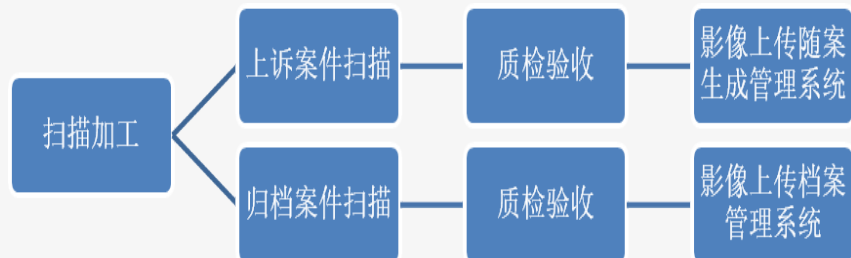 扫描加工
上诉案件扫描
质检验收
影像上传随案
生成管理系统
归档案件扫描
质检验收
影像上传档案
管理系统